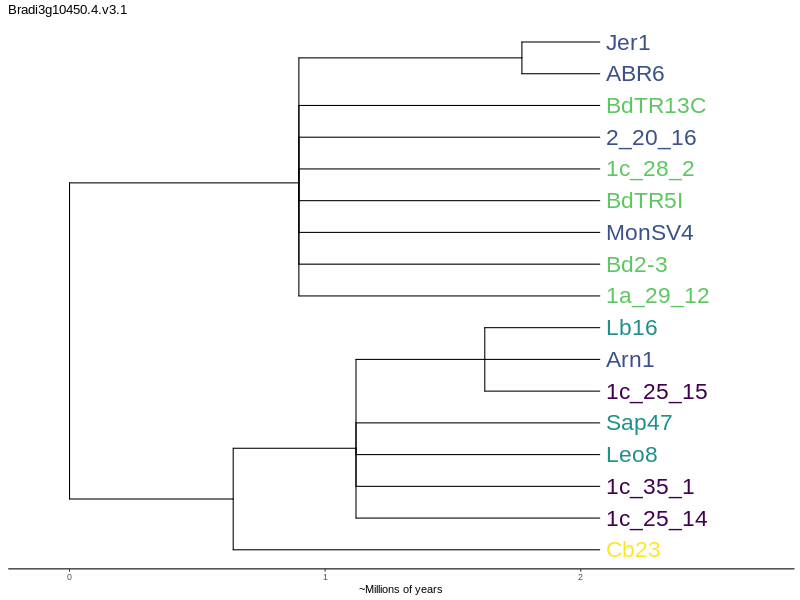 Bradi3g10450.4.v3.1
Jer1
ABR6
BdTR13C
2_20_16
1c_28_2
BdTR5I
MonSV4
Bd2-3
1a_29_12
Lb16
Arn1
1c_25_15
Sap47
Leo8
1c_35_1
1c_25_14
Cb23
0 1 2
~Millions of years